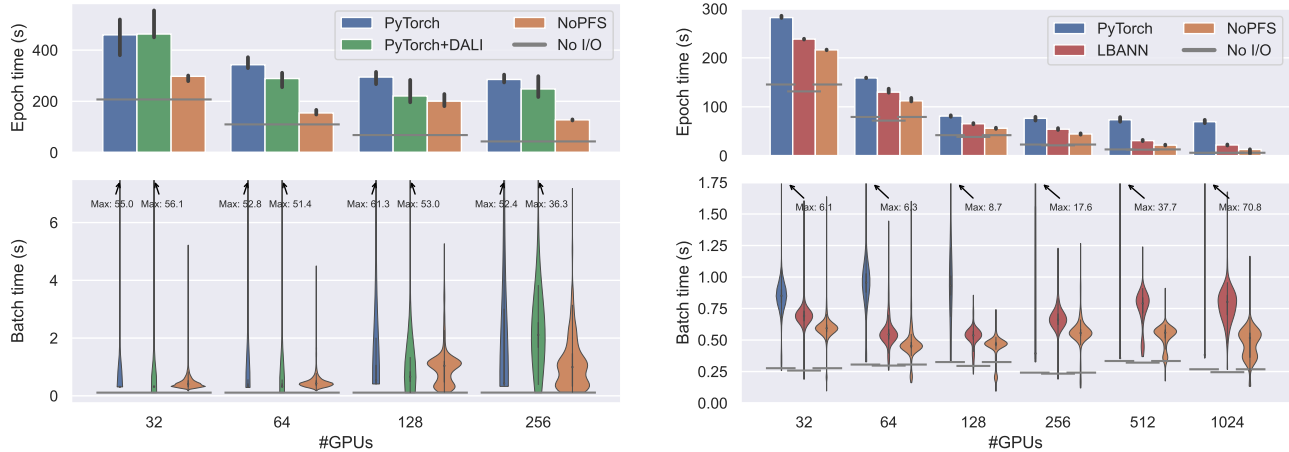 PyTorch
PyTorch+DALI
NoPFS
No I/O
Epoch time (s)
400
200
0
Max: 55.0
Max: 56.1
Max: 52.8
Max: 51.4
Max: 61.3
Max: 53.0
Max: 52.4
Max: 36.3
Batch time (s)
6
4
2
0
32 64 128 256
#GPUs
PyTorch
LBANN
NoPFS
No I/O
Epoch time (s)
300
200
100
0
Max: 6.1
Max: 6.3
Max: 8.7
Max: 17.6
Max: 37.7
Max: 70.8
Batch time (s)
1.75
1.50
1.25
1.00
0.75
0.50
0.25
0.00
32 64 128 256 512 1024
#GPUs